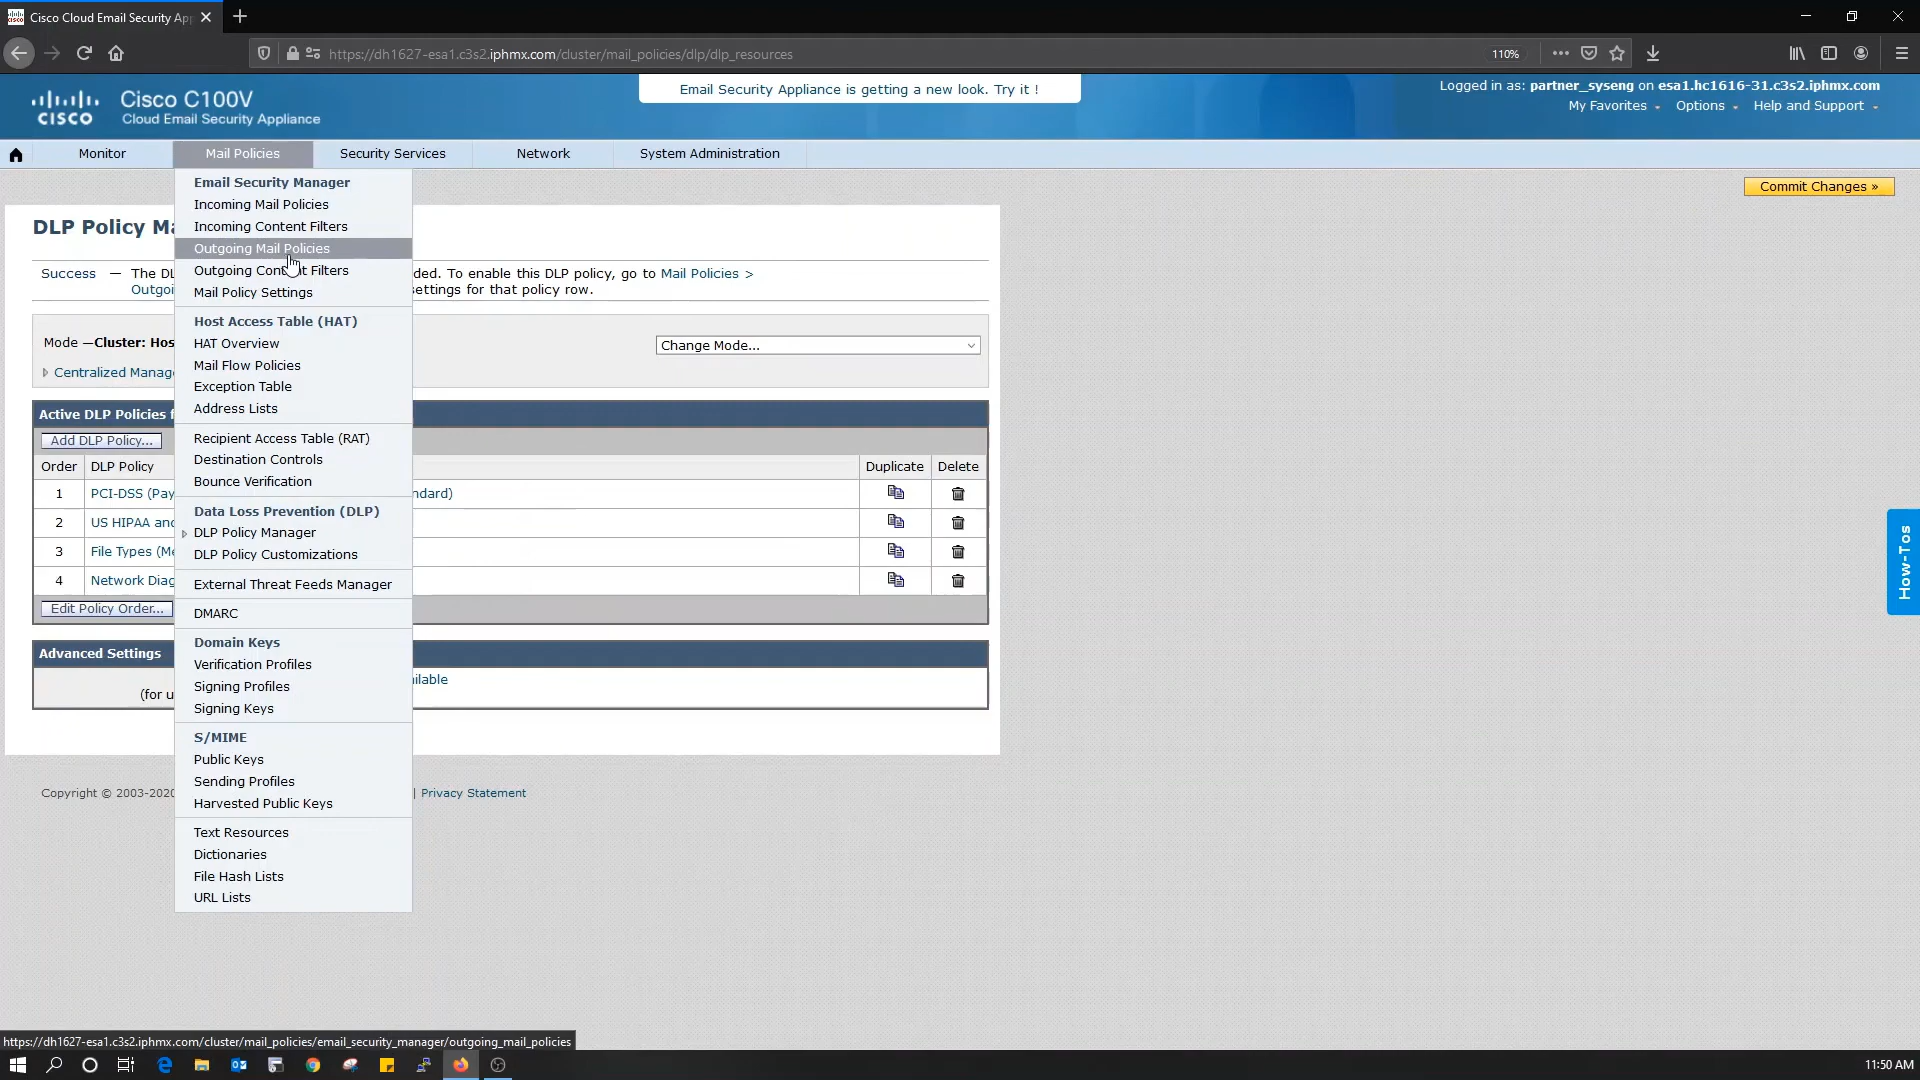 Cisco Cloud Email Security App
https://dh1627-esa1.c3s2.iphmx.com/cluster/mail_policies/dlp/dlp_resources
110%
CISCO
Cisco C100V
Cloud Email Security Appliance
Email Security Appliance is getting a new look. Try it !
Logged in as: partner_syseng on esa1.hc1616-31.c3s2.iphmx.com
My Favorites Options Help and Support
Monitor Mail Policies Security Services Network System Administration
Commit Changes »
Email Security Manager
Incoming Mail Policies
Incoming Content Filters
Outgoing Mail Policies
Outgoing Content Filters
Mail Policy Settings
Host Access Table (HAT)
HAT Overview
Mail Flow Policies
Exception Table
Address Lists
Recipient Access Table (RAT)
Destination Controls
Bounce Verification
Data Loss Prevention (DLP)
DLP Policy Manager
DLP Policy Customizations
External Threat Feeds Manager
DMARC
Domain Keys
Verification Profiles
Signing Profiles
Signing Keys
S/MIME
Public Keys
Sending Profiles
Harvested Public Keys
Text Resources
Dictionaries
File Hash Lists
URL Lists
DLP Policy Ma
Success — The DL ded. To enable this DLP policy, go to Mail Policies >
Outgoi ettings for that policy row.
Mode —Cluster: Hos
Change Mode...
Centralized Manage
Active DLP Policies f
Add DLP Policy...
Order DLP Policy Duplicate Delete
1 PCI-DSS (Pay ndard)
2 US HIPAA and
3 File Types (Me
4 Network Diag
Edit Policy Order...
Advanced Settings
ilable
(for u
Copyright © 2003-2020 | Privacy Statement
How-Tos
https://dh1627-esa1.c3s2.iphmx.com/cluster/mail_policies/email_security_manager/outgoing_mail_policies
11:50 AM